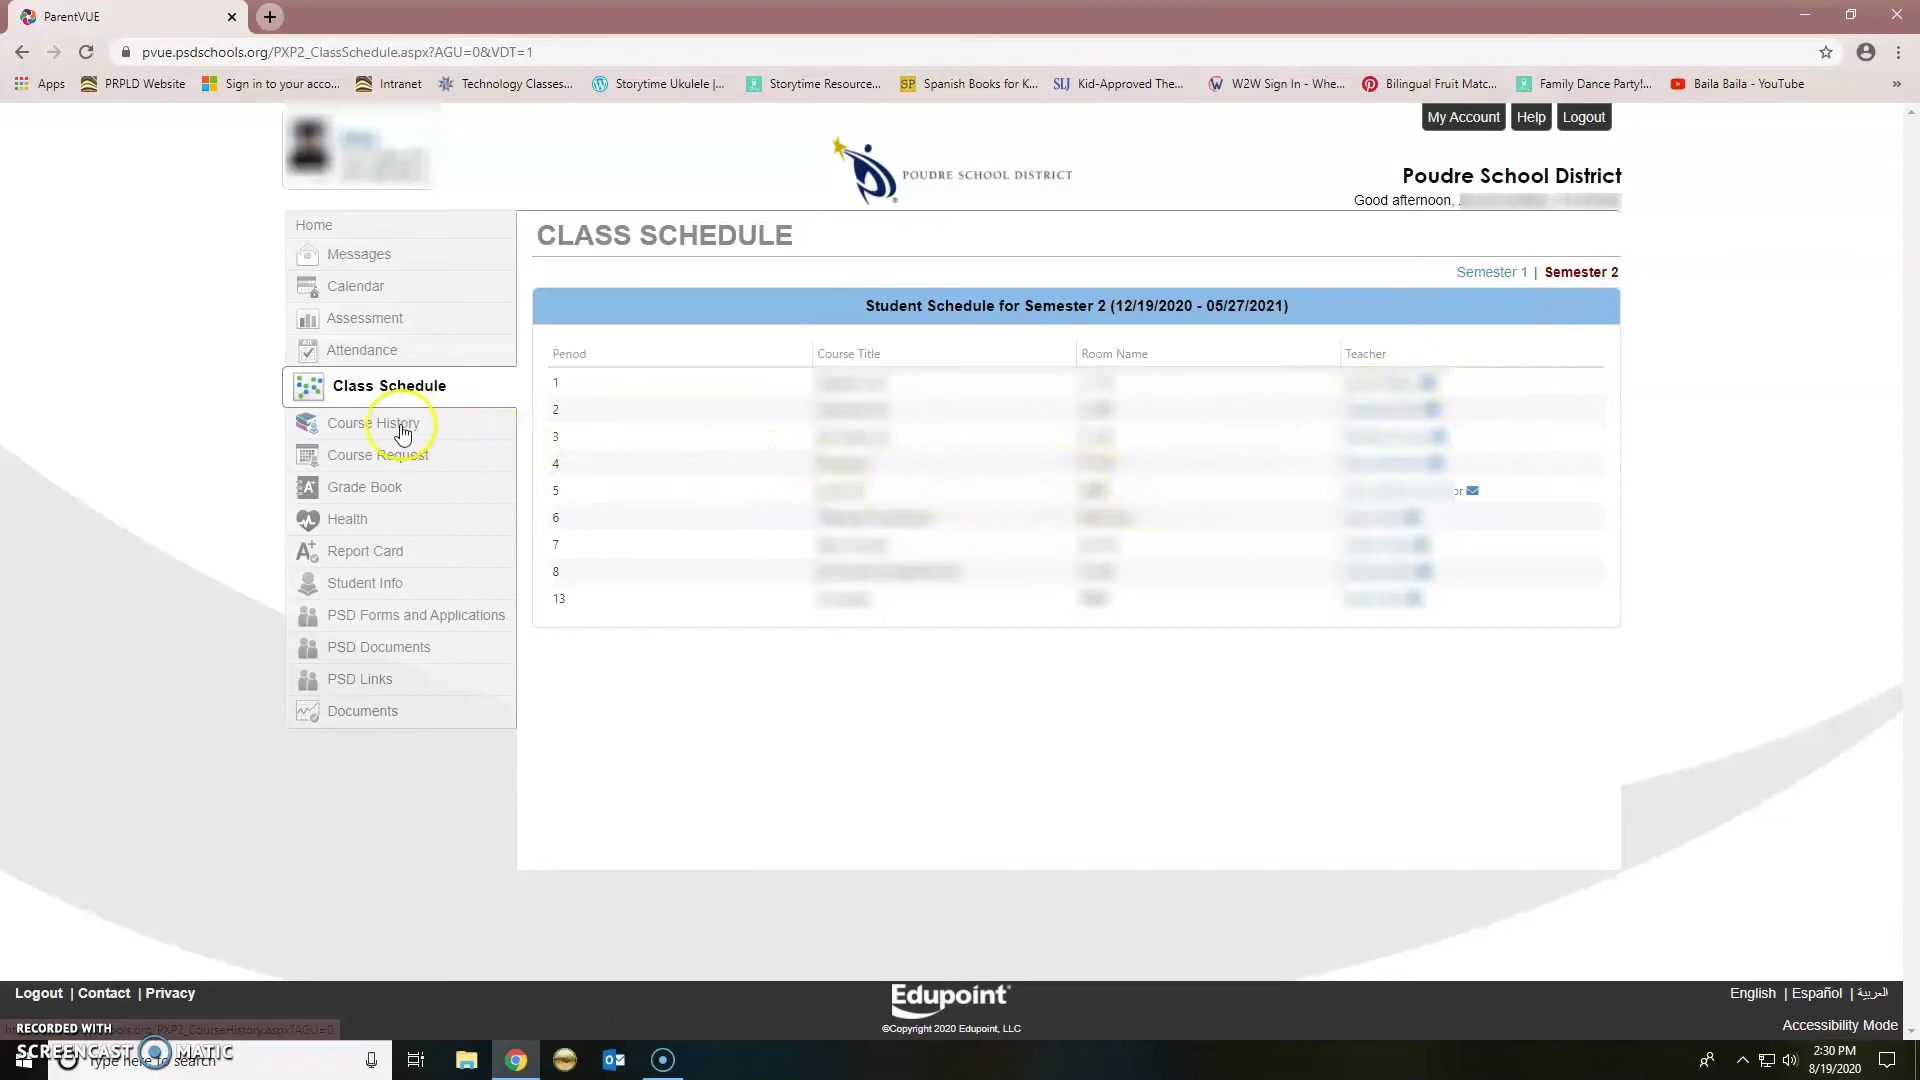 ParentVUE
pvue.psdschools.org/PXP2_ClassSchedule.aspx?AGU=0&VDT=1
Apps PRPLD Website Sign in to your acco... Intranet Technology Classes... Storytime Ukulele |... Storytime Resource... SP Spanish Books for K... SLJ Kid-Approved The... W2W Sign In - Whe... Bilingual Fruit Matc... Family Dance Party!... Baila Baila - YouTube
My Account Help Logout
POUDRE SCHOOL DISTRICT
Poudre School District
Good afternoon,
Home
Messages
Calendar
Assessment
Attendance
Class Schedule
Course History
Course Request
Grade Book
Health
Report Card
Student Info
PSD Forms and Applications
PSD Documents
PSD Links
Documents
CLASS SCHEDULE
Semester 1 | Semester 2
Student Schedule for Semester 2 (12/19/2020 - 05/27/2021)
Period Course Title Room Name Teacher
1
2
3
4
5
6
7
8
13
Logout | Contact | Privacy
Edupoint
©Copyright 2020 Edupoint, LLC
English | Español | العربية
Accessibility Mode
RECORDED WITH
SCREENCAST MATIC
Type here to search
2:30 PM
8/19/2020